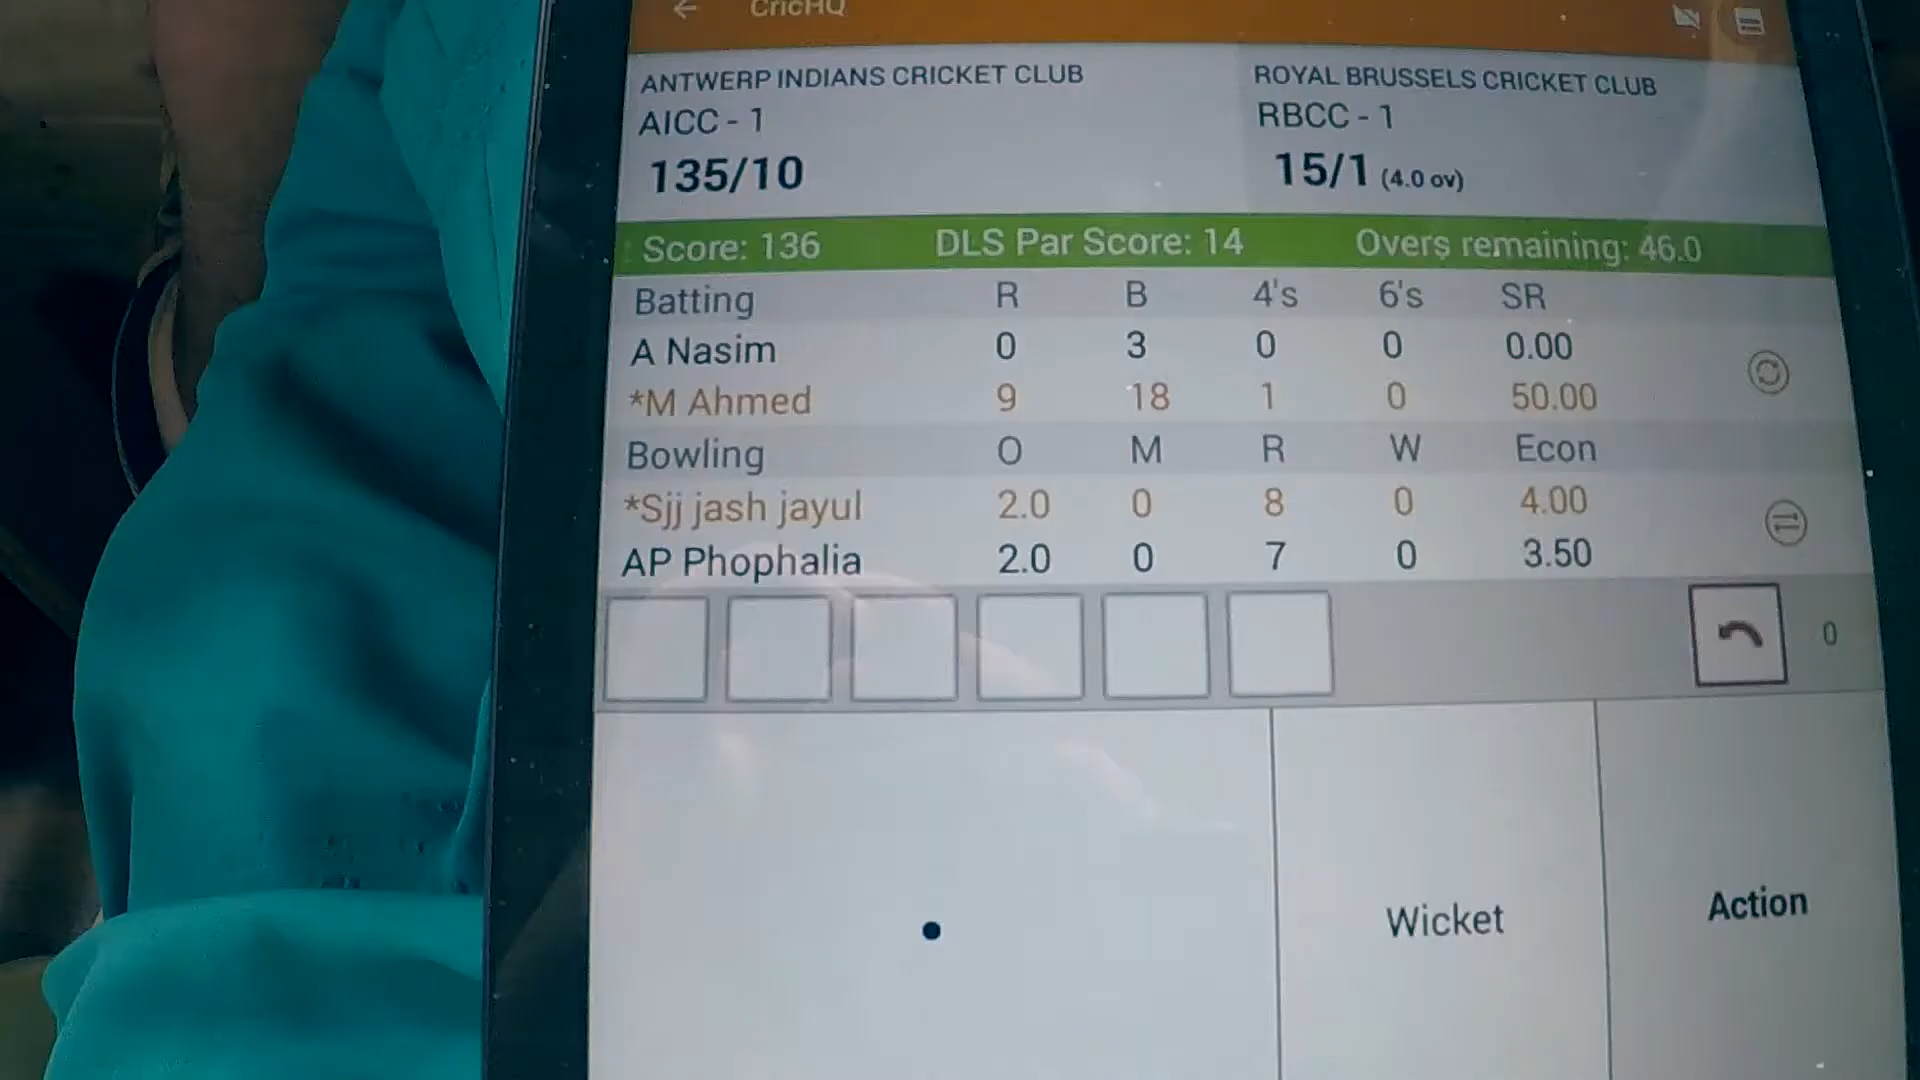 CricHQ
ANTWERP INDIANS CRICKET CLUB
AICC - 1
135/10
ROYAL BRUSSELS CRICKET CLUB
RBCC - 1
15/1 (4.0 ov)
Score: 136 DLS Par Score: 14 Overs remaining: 46.0
Batting R B 4's 6's SR
A Nasim 0 3 0 0 0.00
*M Ahmed 9 18 1 0 50.00
Bowling O M R W Econ
*Sjj jash jayul 2.0 0 8 0 4.00
AP Phophalia 2.0 0 7 0 3.50
0
Wicket
Action